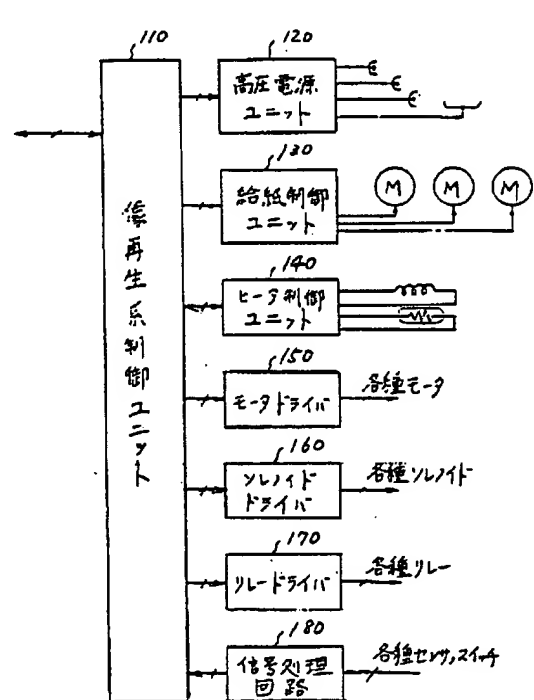 110
120
高圧電源
ユニット
130
給紙制御
ユニット
M
M
M
像再生系制御ユニット
140
ヒータ制御
ユニット
150
モータドライバ
各種モータ
160
ソレノイド
ドライバ
各種ソレノイド
170
リレードライバ
各種リレー
180
信号処理
回路
各種センサ,スイッチ